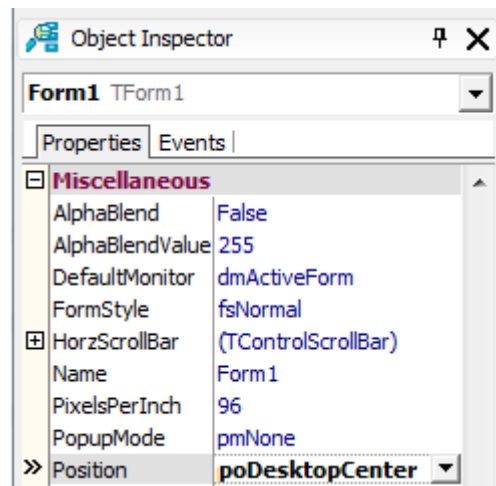 Object Inspector
Form1 TForm1
Properties Events
Miscellaneous
AlphaBlend False
AlphaBlendValue 255
DefaultMonitor dmActiveForm
FormStyle fsNormal
HorzScrollBar (TControlScrollBar)
Name Form1
PixelsPerInch 96
PopupMode pmNone
Position poDesktopCenter